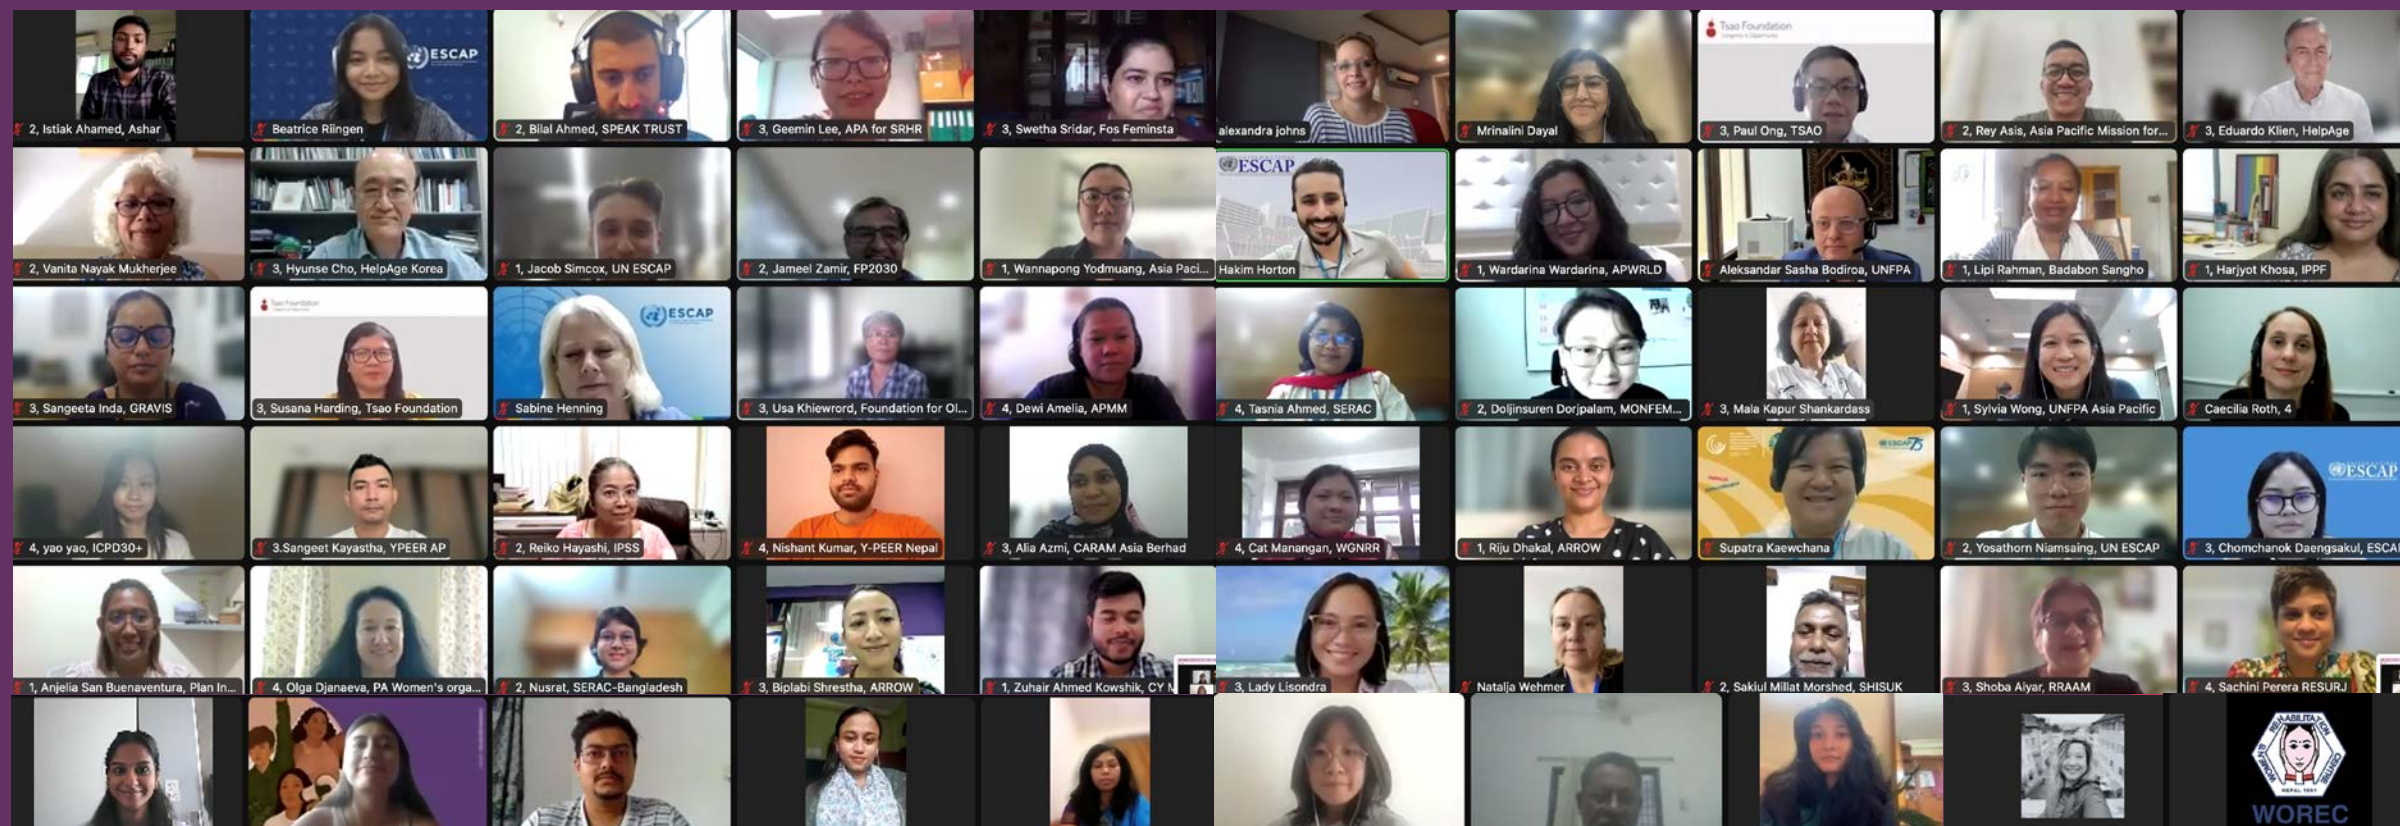 2, Istiak Ahamed, Ashar
ESCAP
Beatrice Riingen
2, Bilal Ahmed, SPEAK TRUST
3, Geemin Lee, APA for SRHR
3, Swetha Sridar, Fos Feminsta
alexandra johns
Mrinalini Dayal
Tsao Foundation
3, Paul Ong, TSAO
2, Rey Asis, Asia Pacific Mission for...
3, Eduardo Klien, HelpAge
2, Vanita Nayak Mukherjee
3, Hyunse Cho, HelpAge Korea
1, Jacob Simcox, UN ESCAP
2, Jameel Zamir, FP2030
1, Wannapong Yodmuang, Asia Paci...
ESCAP
Hakim Horton
1, Wardarina Wardarina, APWRLD
Aleksandar Sasha Bodiroa, UNFPA
1, Lipi Rahman, Badabon Sangho
1, Harjyot Khosa, IPPF
3, Sangeeta Inda, GRAVIS
Tsao Foundation
3, Susana Harding, Tsao Foundation
ESCAP
Sabine Henning
3, Usa Khiewrord, Foundation for Ol...
4, Dewi Amelia, APMM
4, Tasnia Ahmed, SERAC
2, Doljinsuren Dorjpalam, MONFEM...
3, Mala Kapur Shankardass
1, Sylvia Wong, UNFPA Asia Pacific
Caecilia Roth, 4
4, yao yao, ICPD30+
3.Sangeet Kayastha, YPEER AP
2, Reiko Hayashi, IPSS
4, Nishant Kumar, Y-PEER Nepal
3, Alia Azmi, CARAM Asia Berhad
4, Cat Manangan, WGNRR
1, Riju Dhakal, ARROW
ESCAP 75
Supatra Kaewchana
2, Yosathorn Niamsaing, UN ESCAP
ESCAP
3, Chomchanok Daengsakul, ESCA
1, Anjelia San Buenaventura, Plan In...
4, Olga Djanaeva, PA Women's orga...
2, Nusrat, SERAC-Bangladesh
3, Biplabi Shrestha, ARROW
1, Zuhair Ahmed Kowshik, CY M
3, Lady Lisondra
Natalja Wehmer
2, Sakiul Millat Morshed, SHISUK
3, Shoba Aiyar, RRAAM
4, Sachini Perera RESURJ
WOMEN'S REHABILITATION CENTRE
NEPAL 1991
WOREC